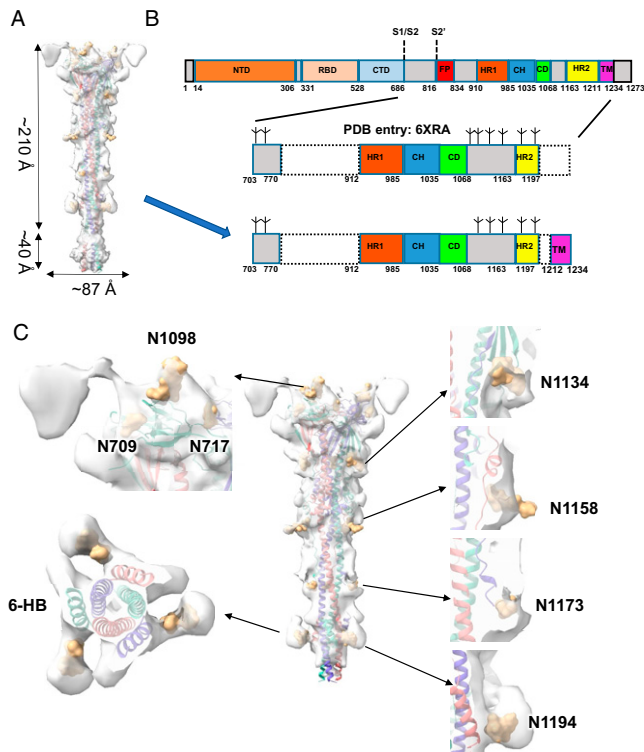 A
~210 Å
~40 Å
~87 Å
B
S1/S2 S2'
NTD RBD CTD FP HR1 CH CD HR2 TM
1 14 306 331 528 686 816 834 910 985 1035 1068 1163 1211 1234 1273
PDB entry: 6XRA
HR1 CH CD HR2
703 770 912 985 1035 1068 1163 1197
HR1 CH CD HR2 TM
703 770 912 985 1035 1068 1163 1197 1212 1234
C
N1098
N709 N717
6-HB
N1134
N1158
N1173
N1194